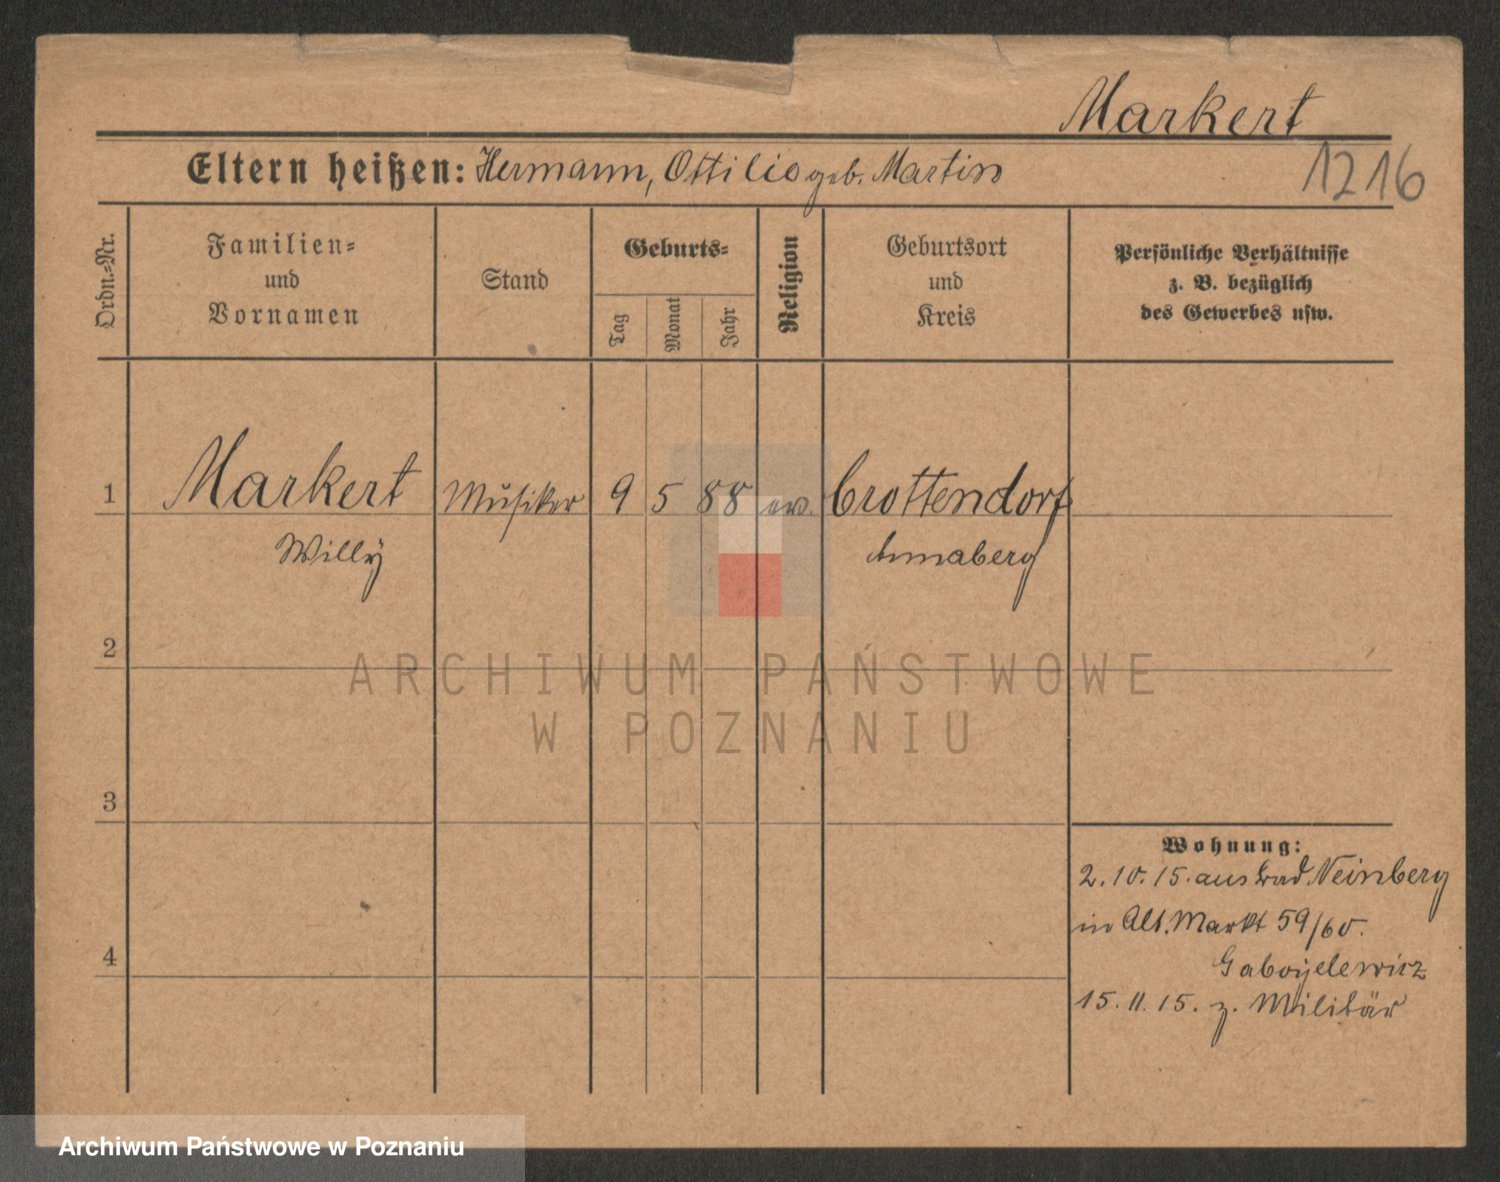 Markert
Eltern heißen: Hermann, Ottilie geb. Martin
1216
Ordn.=Nr.
Familien=
und
Vornamen
Stand
Geburts=
Tag
Monat
Jahr
Religion
Geburtsort
und
Kreis
Persönliche Verhältnisse
z. B. bezüglich
des Gewerbes usw.
1 Markert Musiker 9 5 88 ev. Crottendorf
Willy Annaberg
2
3
4
Wohnung:
2.10.15. aus Bad Neinberg
in Alt. Markt 59/60.
15.11.15. z. Militär
ARCHIWUM PAŃSTWOWE
W POZNANIU
Archiwum Państwowe w Poznaniu